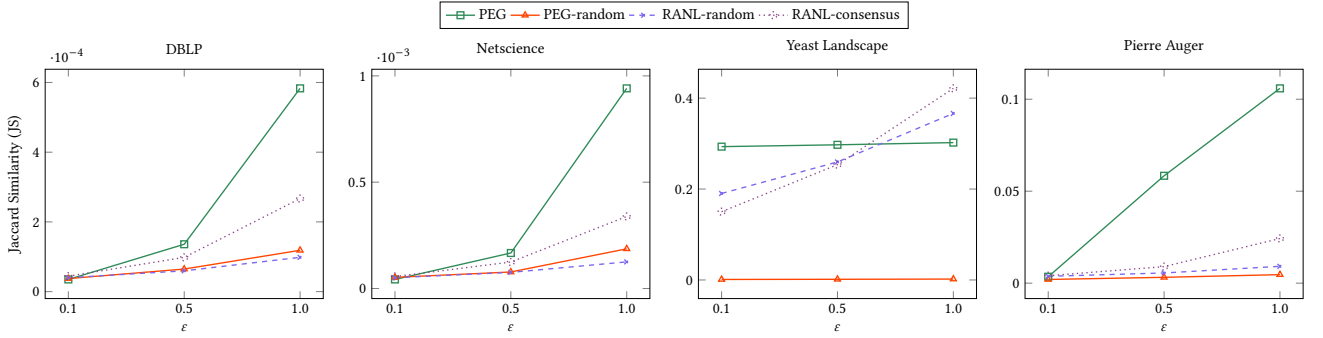 PEG PEG-random RANL-random RANL-consensus
DBLP
·10−4
Jaccard Similarity (JS)
6
4
2
0
0.1 0.5 1.0
ε
Netscience
·10−3
1
0.5
0
0.1 0.5 1.0
ε
Yeast Landscape
0.4
0.2
0
0.1 0.5 1.0
ε
Pierre Auger
0.1
0.05
0
0.1 0.5 1.0
ε